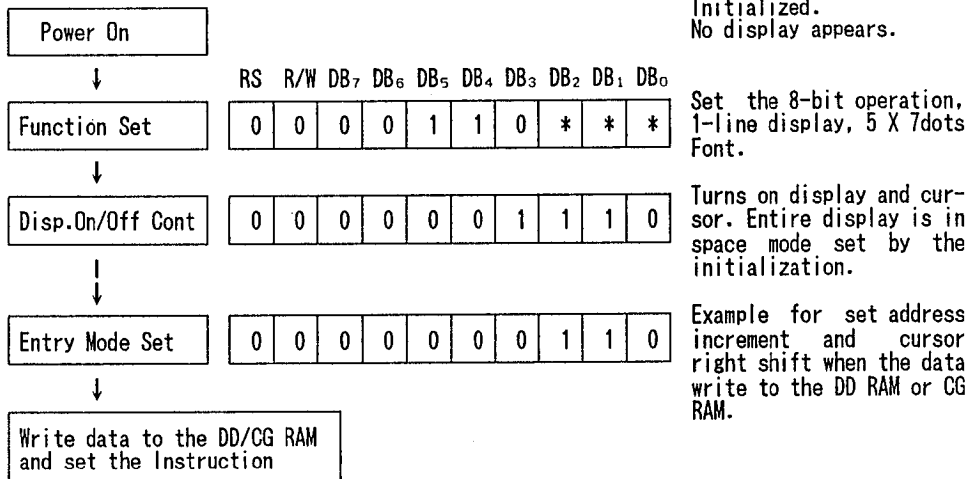 Initialized.
Power On
No display appears.
RS R/W DB₇ DB₆ DB₅ DB₄ DB₃ DB₂ DB₁ DB₀
Function Set
0 0 0 0 1 1 0 * * *
Set the 8-bit operation,
1-line display, 5 X 7dots
Font.
Disp.On/Off Cont
0 0 0 0 0 0 1 1 1 0
Turns on display and cur-
sor. Entire display is in
space mode set by the
initialization.
Entry Mode Set
0 0 0 0 0 0 0 1 1 0
Example for set address
increment and cursor
right shift when the data
write to the DD RAM or CG
RAM.
Write data to the DD/CG RAM
and set the Instruction